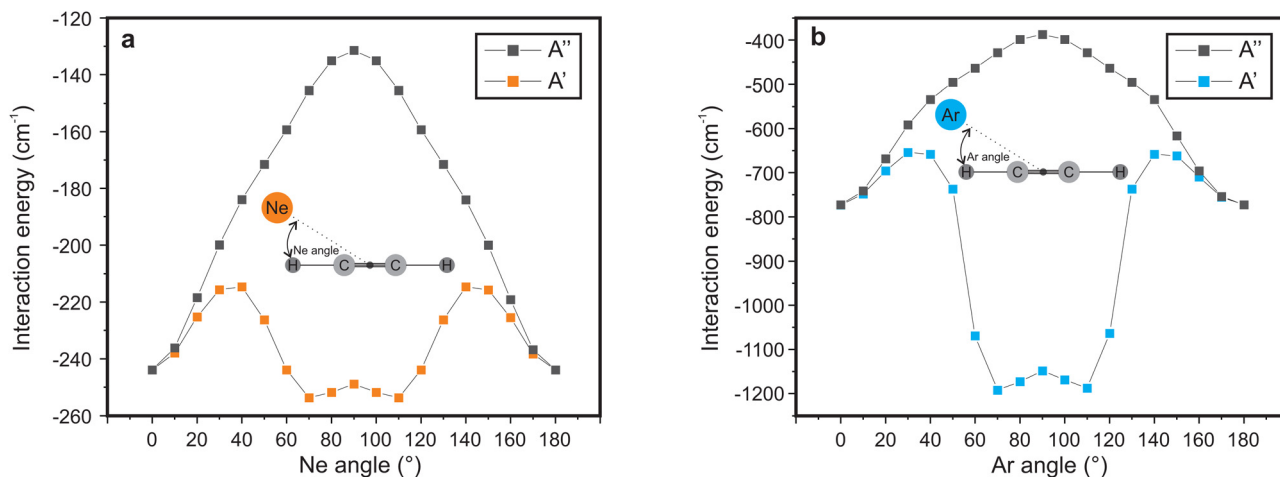 a
A''
A'
Interaction energy (cm-1)
-120
-140
-160
-180
-200
-220
-240
-260
Ne
Ne angle
H C C H
0 20 40 60 80 100 120 140 160 180
Ne angle (°)
b
A''
A'
Interaction energy (cm-1)
-400
-500
-600
-700
-800
-900
-1000
-1100
-1200
Ar
Ar angle
H C C H
0 20 40 60 80 100 120 140 160 180
Ar angle (°)